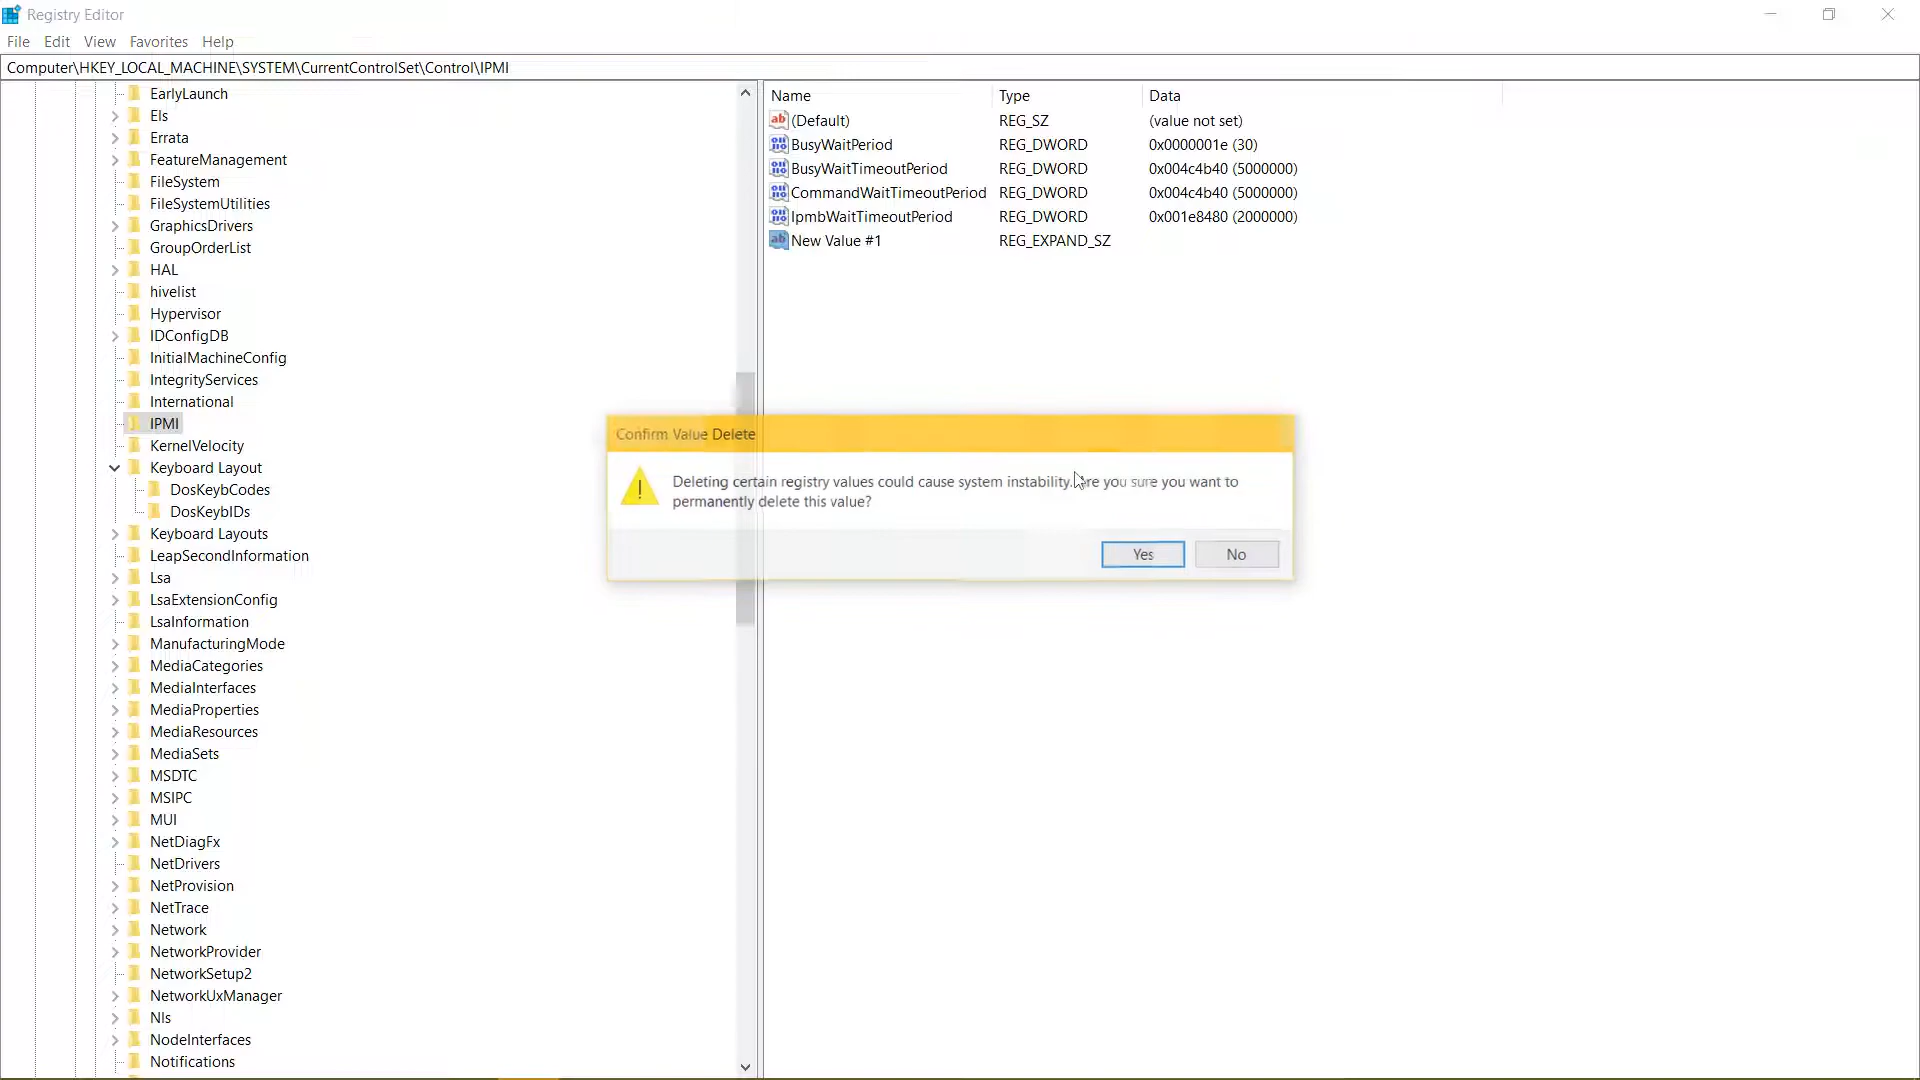 Registry Editor
File Edit View Favorites Help
Computer\HKEY_LOCAL_MACHINE\SYSTEM\CurrentControlSet\Control\IPMI
EarlyLaunch
Els
Errata
FeatureManagement
FileSystem
FileSystemUtilities
GraphicsDrivers
GroupOrderList
HAL
hivelist
Hypervisor
IDConfigDB
InitialMachineConfig
IntegrityServices
International
IPMI
KernelVelocity
Keyboard Layout
DosKeybCodes
DosKeybIDs
Keyboard Layouts
LeapSecondInformation
Lsa
LsaExtensionConfig
LsaInformation
ManufacturingMode
MediaCategories
MediaInterfaces
MediaProperties
MediaResources
MediaSets
MSDTC
MSIPC
MUI
NetDiagFx
NetDrivers
NetProvision
NetTrace
Network
NetworkProvider
NetworkSetup2
NetworkUxManager
Nls
NodeInterfaces
Notifications
Name Type Data
(Default) REG_SZ (value not set)
BusyWaitPeriod REG_DWORD 0x0000001e (30)
BusyWaitTimeoutPeriod REG_DWORD 0x004c4b40 (5000000)
CommandWaitTimeoutPeriod REG_DWORD 0x004c4b40 (5000000)
IpmbWaitTimeoutPeriod REG_DWORD 0x001e8480 (2000000)
New Value #1 REG_EXPAND_SZ
Confirm Value Delete
Deleting certain registry values could cause system instability. Are you sure you want to
permanently delete this value?
Yes No